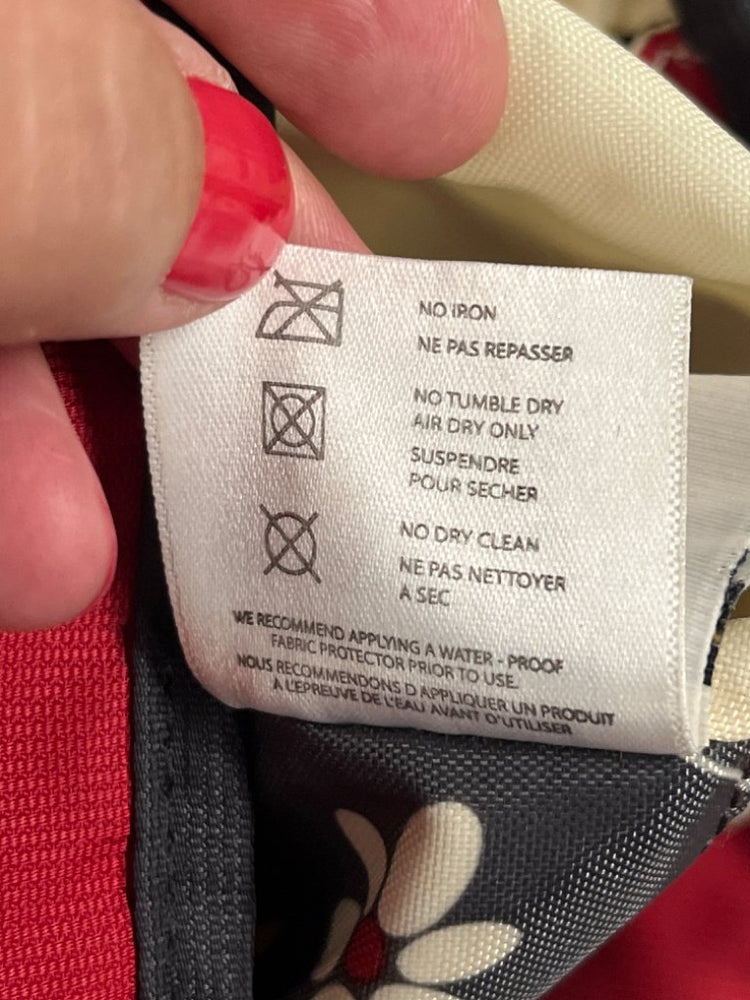 NO IRON
NE PAS REPASSER
NO TUMBLE DRY
AIR DRY ONLY
SUSPENDRE
POUR SECHER
NO DRY CLEAN
NE PAS NETTOYER
A SEC
WE RECOMMEND APPLYING A WATER - PROOF
FABRIC PROTECTOR PRIOR TO USE.
NOUS RECOMMENDONS D APPLIQUER UN PRODUIT
A L'EPREUVE DE L'EAU AVANT D'UTILISER